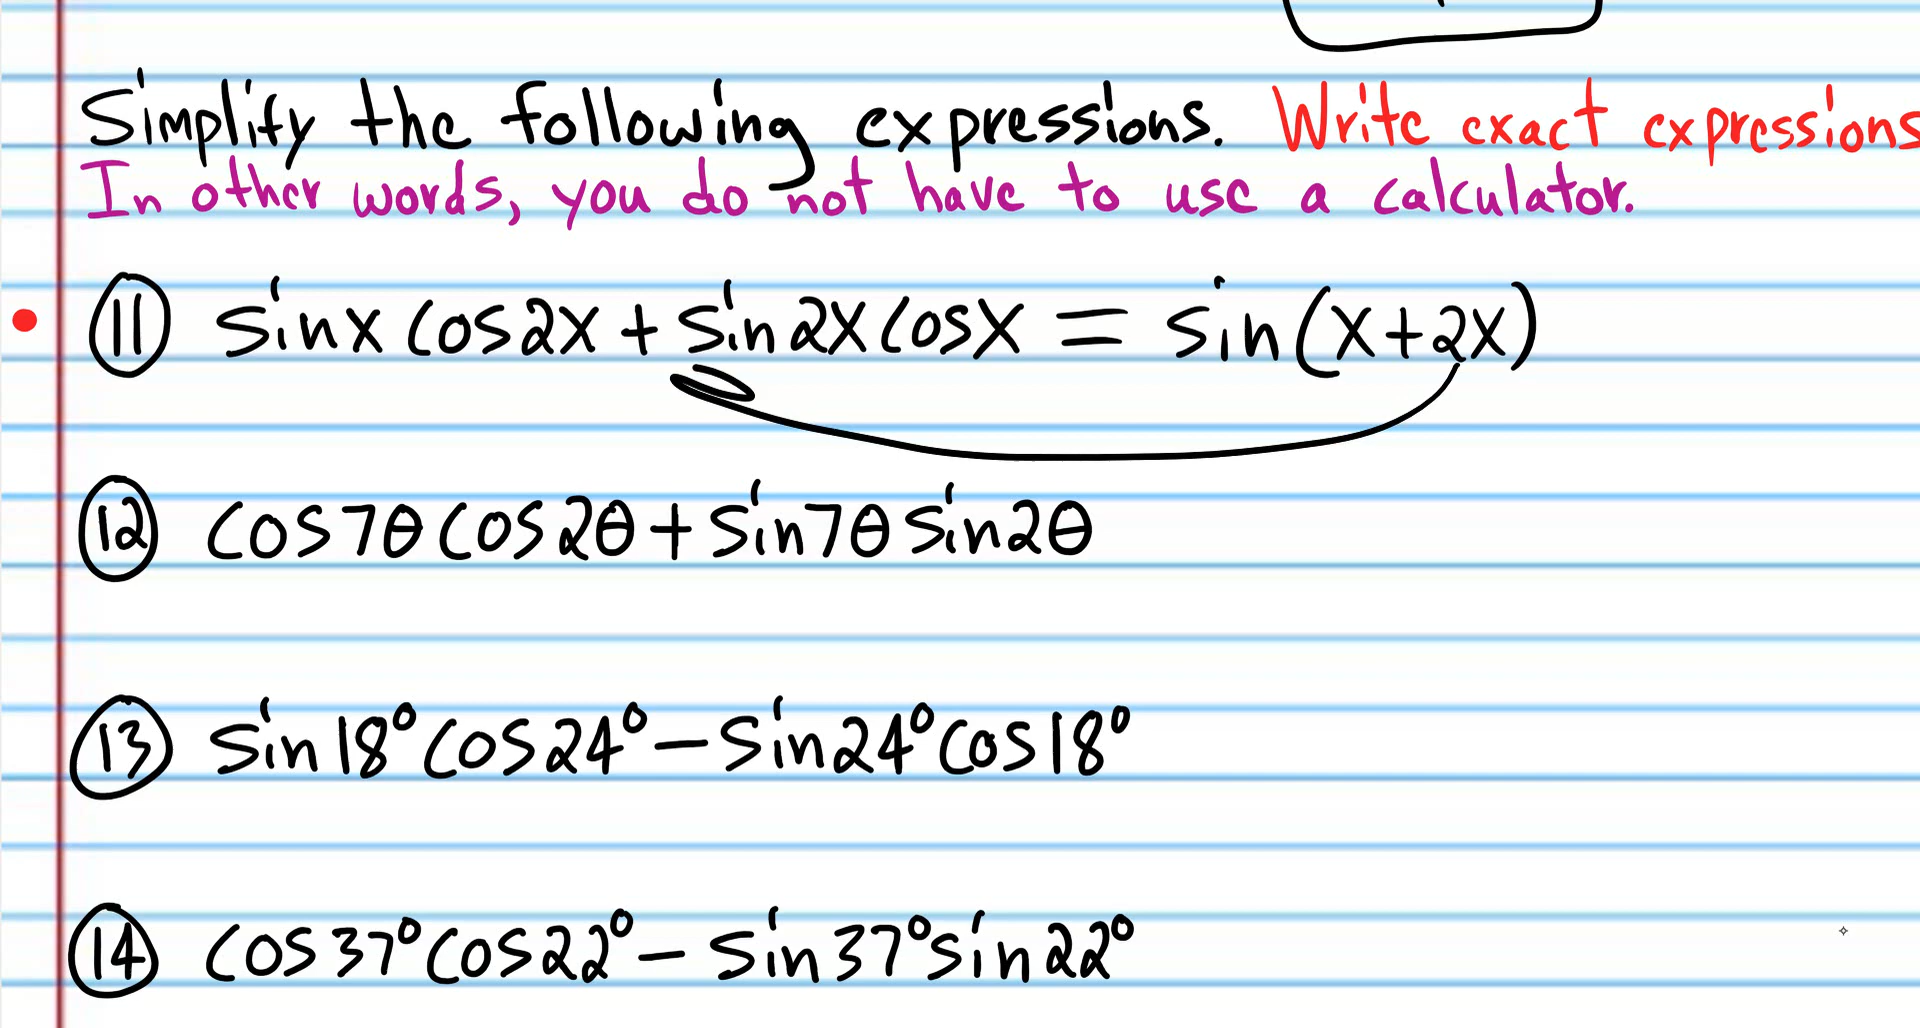 Simplify the following expressions. Write exact expressions
In other words, you do not have to use a calculator.
⑪ sinx cos2x + sin2x cosx = sin(x+2x)
⑫ cos7θ cos2θ + sin7θ sin2θ
⑬ sin18° cos24° − sin24° cos18°
⑭ cos37° cos22° − sin37° sin22°